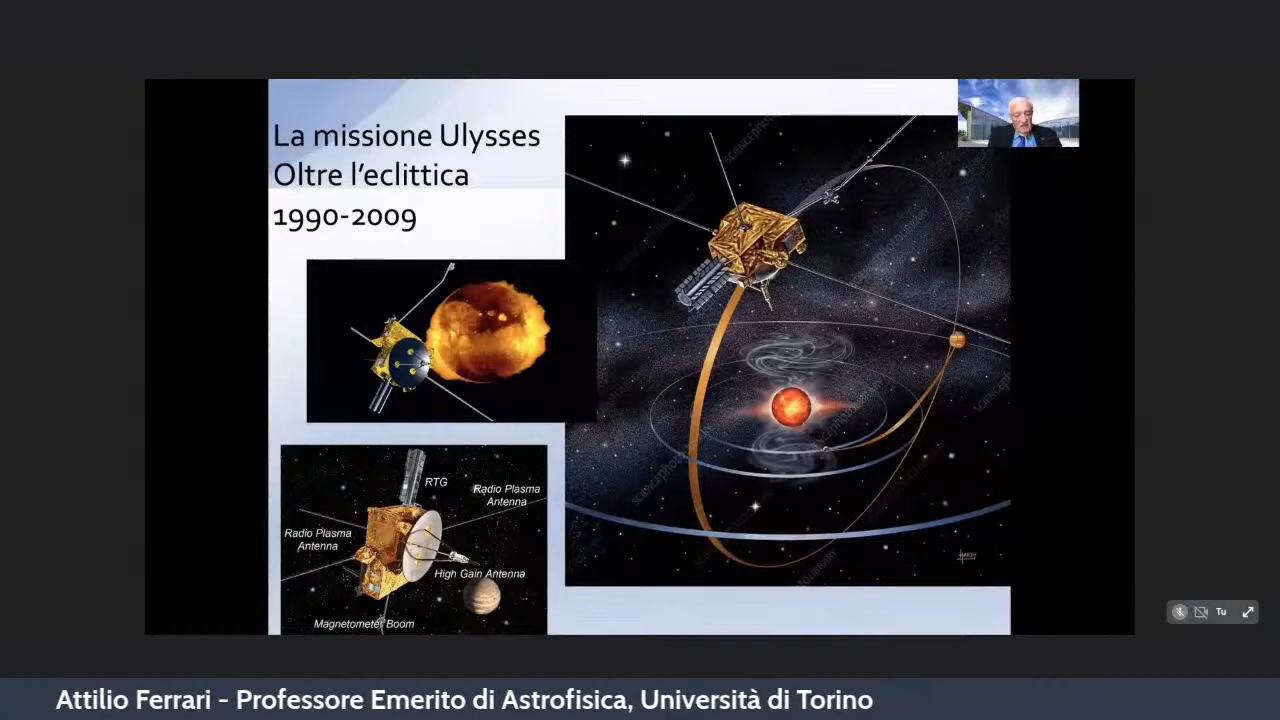 La missione Ulysses
Oltre l'eclittica
1990-2009
RTG
Radio Plasma
Antenna
Radio Plasma
Antenna
High Gain Antenna
Magnetometer Boom
Tu
Attilio Ferrari - Professore Emerito di Astrofisica, Università di Torino